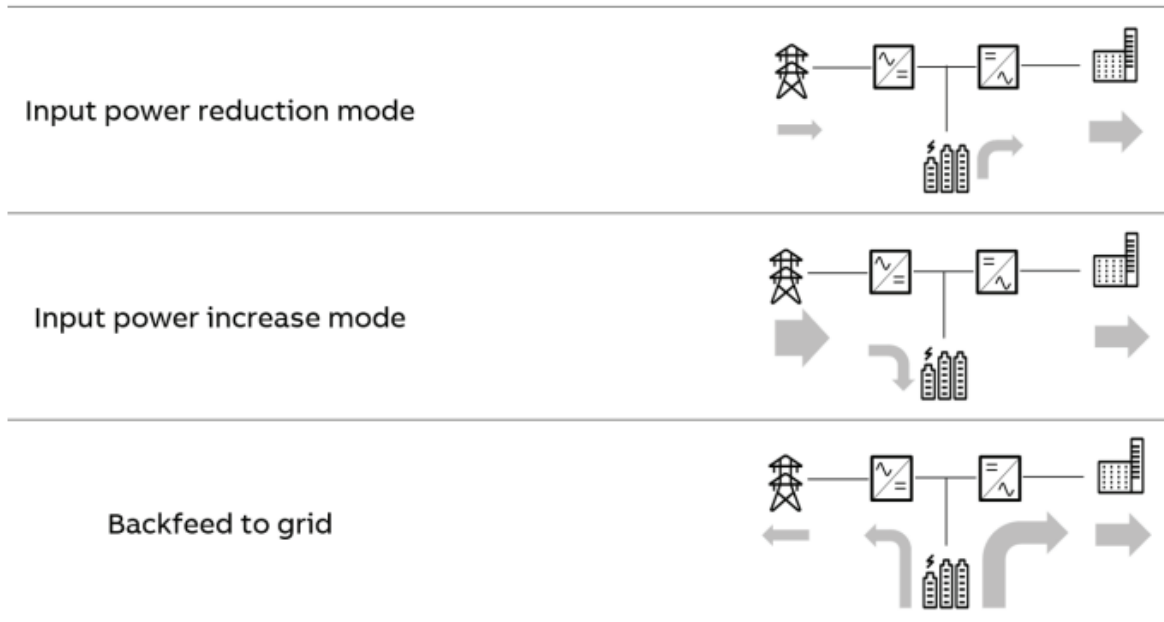 Input power reduction mode
Input power increase mode
Backfeed to grid